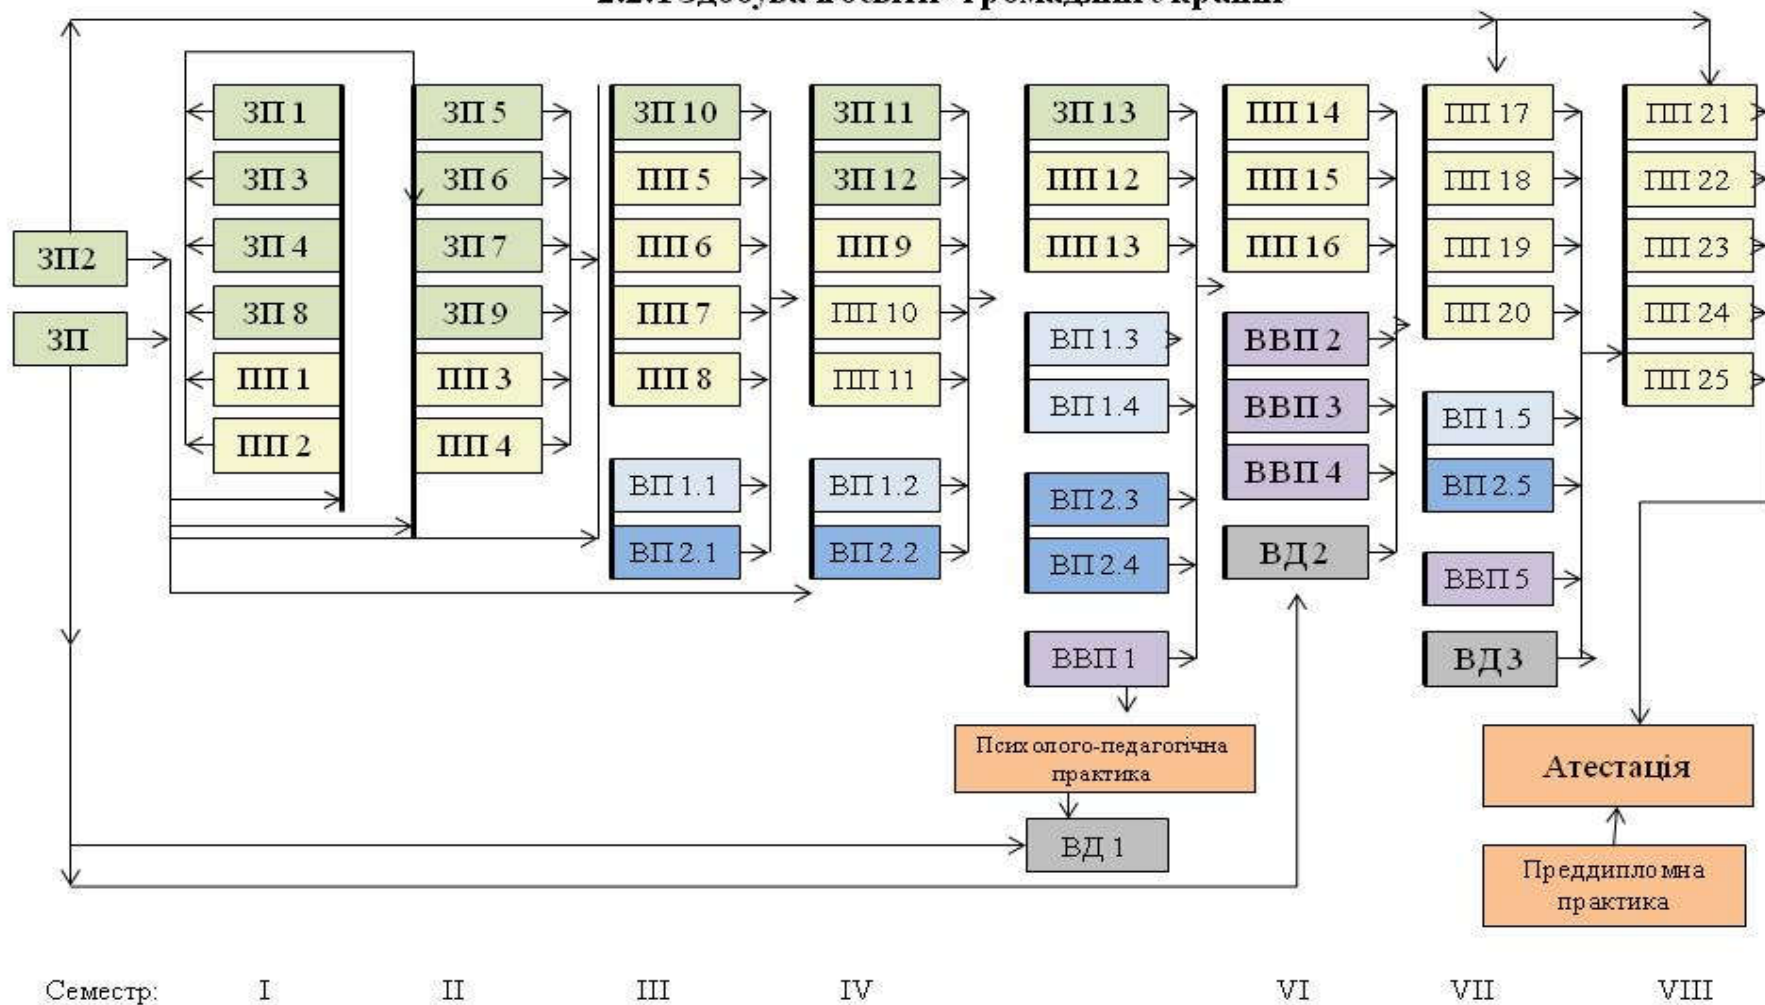 ЗП2
ЗП
ЗП 1
ЗП 3
ЗП 4
ЗП 8
ПП 1
ПП 2
ЗП 5
ЗП 6
ЗП 7
ЗП 9
ПП 3
ПП 4
ЗП 10
ПП 5
ПП 6
ПП 7
ПП 8
ВП 1.1
ВП2.1
ЗП 11
ЗП 12
ПП 9
ПП 10
ПП 11
ВП 1.2
ВП2.2
ЗП 13
ПП 12
ПП 13
ВП 1.3
ВП 1.4
ВП 2.3
ВП 2.4
ВВП 1
Психолого-педагогічна
практика
ВД 1
ПП 14
ПП 15
ПП 16
ВВП 2
ВВП 3
ВВП 4
ВД 2
ПП 17
ПП 18
ПП 19
ПП 20
ВП 1.5
ВП 2.5
ВВП 5
ВД 3
ПП 21
ПП 22
ПП 23
ПП 24
ПП 25
Атестація
Преддипломна
практика
Семестр: I II III IV VI VII VIII